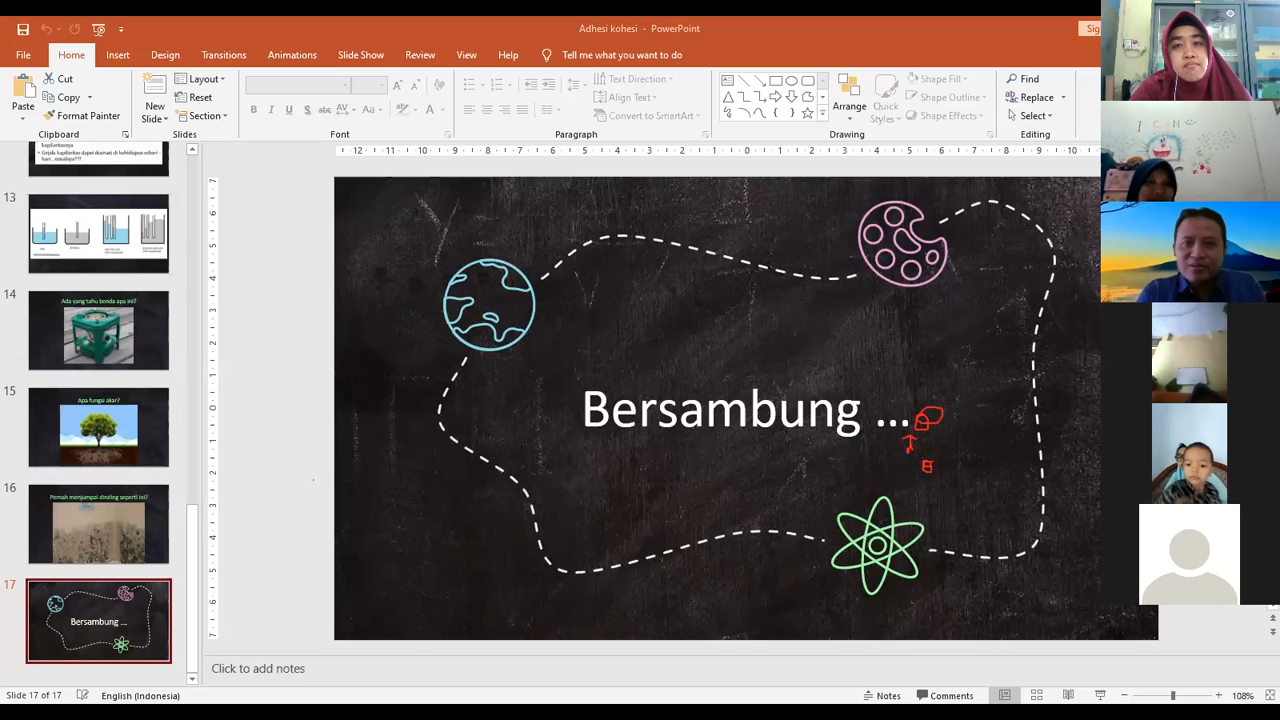 Adhesi kohesi - PowerPoint
File Home Insert Design Transitions Animations Slide Show Review View Help Tell me what you want to do
Paste
Cut
Copy
Format Painter
Clipboard
New Slide
Layout
Reset
Section
Slides
Font
Text Direction
Align Text
Convert to SmartArt
Paragraph
Arrange
Quick Styles
Shape Fill
Shape Outline
Shape Effects
Drawing
Find
Replace
Select
Editing
13
14
Ada yang tahu benda apa ini?
15
Apa fungsi akar?
16
Pernah menjumpai dinding seperti ini?
17
Bersambung ...
Bersambung ...
I CAN
Click to add notes
Slide 17 of 17
English (Indonesia)
Notes
Comments
108%